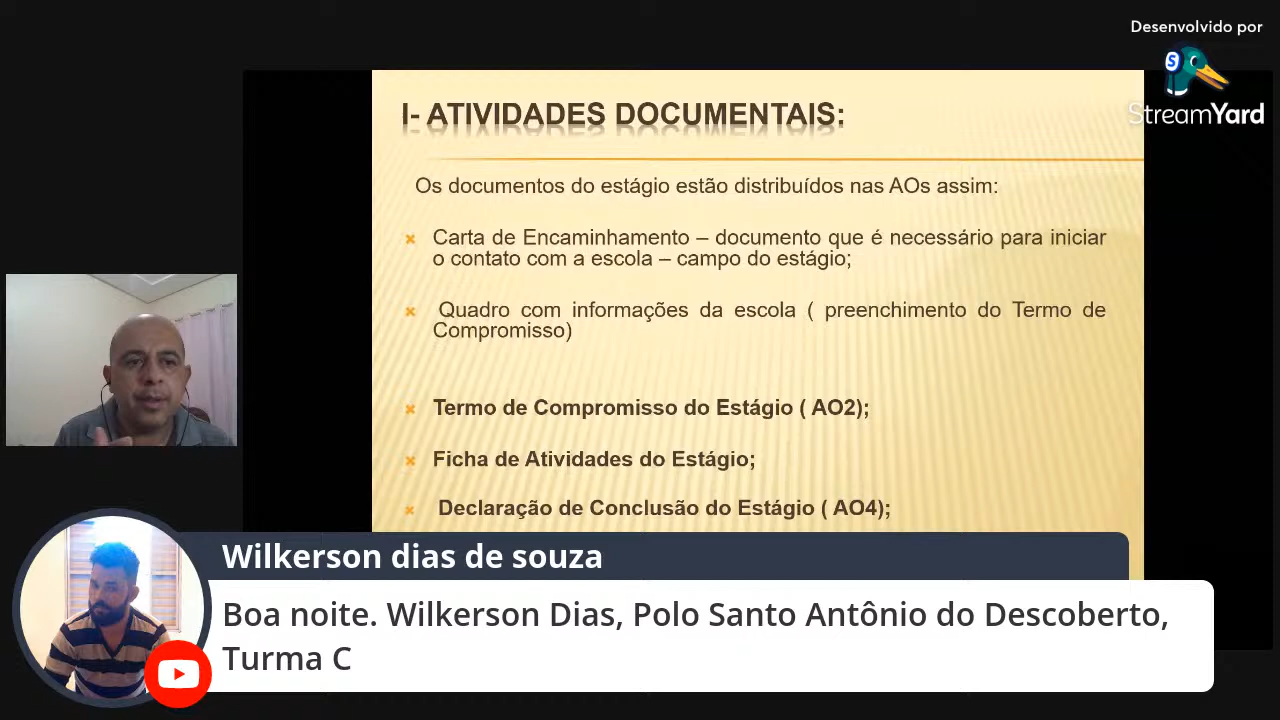 Desenvolvido por
StreamYard
I- ATIVIDADES DOCUMENTAIS:
Os documentos do estágio estão distribuídos nas AOs assim:
Carta de Encaminhamento – documento que é necessário para iniciar
o contato com a escola – campo do estágio;
Quadro com informações da escola ( preenchimento do Termo de
Compromisso)
Termo de Compromisso do Estágio ( AO2);
Ficha de Atividades do Estágio;
Declaração de Conclusão do Estágio ( AO4);
Wilkerson dias de souza
Boa noite. Wilkerson Dias, Polo Santo Antônio do Descoberto,
Turma C